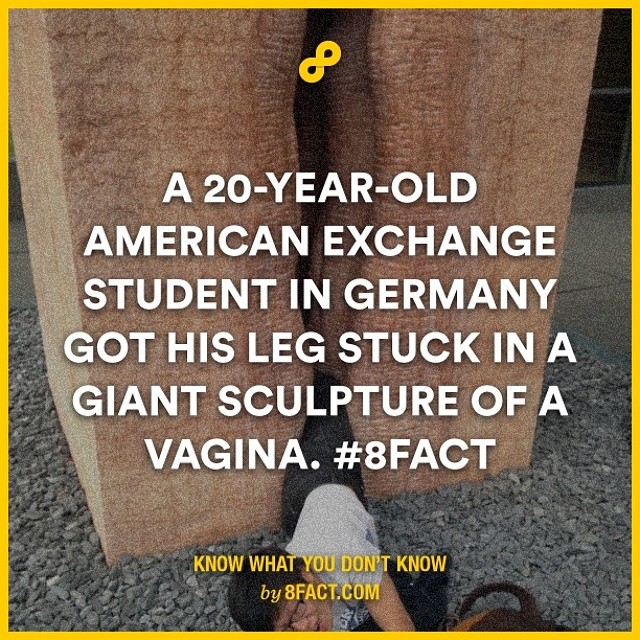 A 20-YEAR-OLD
AMERICAN EXCHANGE
STUDENT IN GERMANY
GOT HIS LEG STUCK IN A
GIANT SCULPTURE OF A
VAGINA. #8FACT
KNOW WHAT YOU DON'T KNOW
by 8FACT.COM